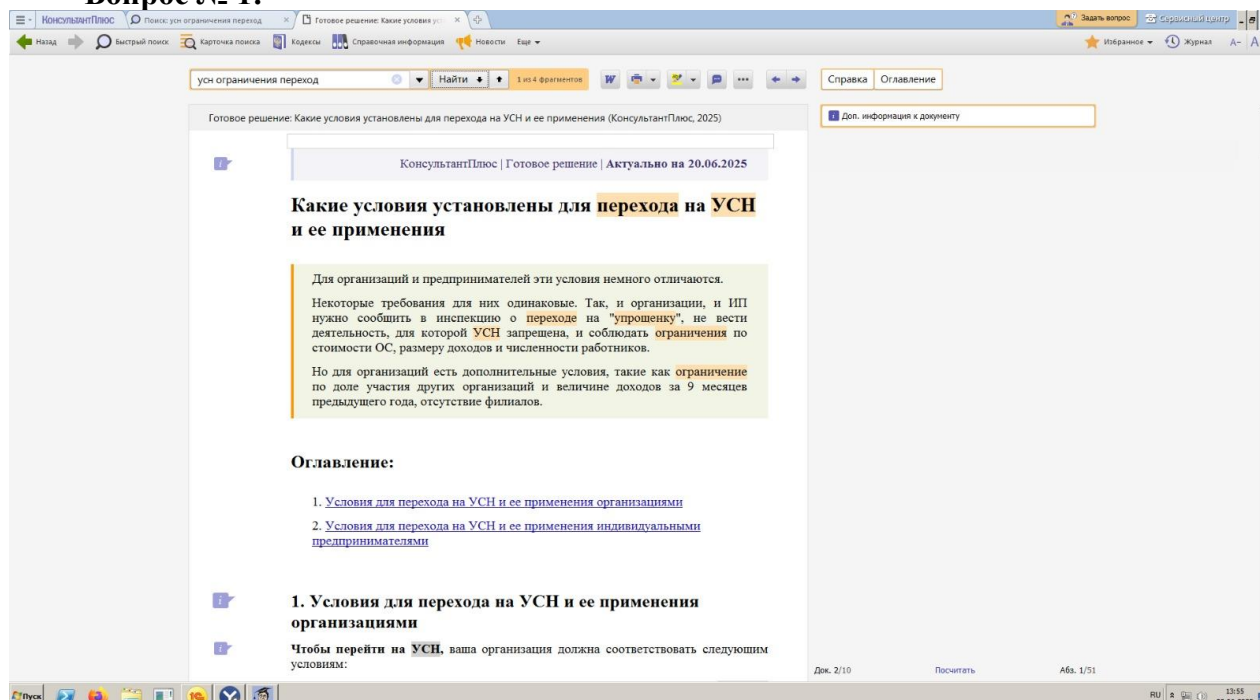 Вопрос № 1.
КонсультантПлюс Поиск: усн ограничения переход Готовое решение: Какие условия Задать вопрос Сервисный центр
Назад Быстрый поиск Карточка поиска Кодексы Справочная информация Новости Еще Избранное Журнал A- A
усн ограничения переход Найти 1 из 4 фрагментов W ... Справка Оглавление
Готовое решение: Какие условия установлены для перехода на УСН и ее применения (КонсультантПлюс, 2025)
i Доп. информация к документу
КонсультантПлюс | Готовое решение | Актуально на 20.06.2025
Какие условия установлены для перехода на УСН
и ее применения
Для организаций и предпринимателей эти условия немного отличаются.
Некоторые требования для них одинаковые. Так, и организации, и ИП
нужно сообщить в инспекцию о переходе на "упрощенку", не вести
деятельность, для которой УСН запрещена, и соблюдать ограничения по
стоимости ОС, размеру доходов и численности работников.
Но для организаций есть дополнительные условия, такие как ограничение
по доле участия других организаций и величине доходов за 9 месяцев
предыдущего года, отсутствие филиалов.
Оглавление:
1. Условия для перехода на УСН и ее применения организациями
2. Условия для перехода на УСН и ее применения индивидуальными
предпринимателями
1. Условия для перехода на УСН и ее применения
организациями
Чтобы перейти на УСН, ваша организация должна соответствовать следующим
условиям:
Док. 2/10 Посчитать Абз. 1/51
Пуск RU 13:55